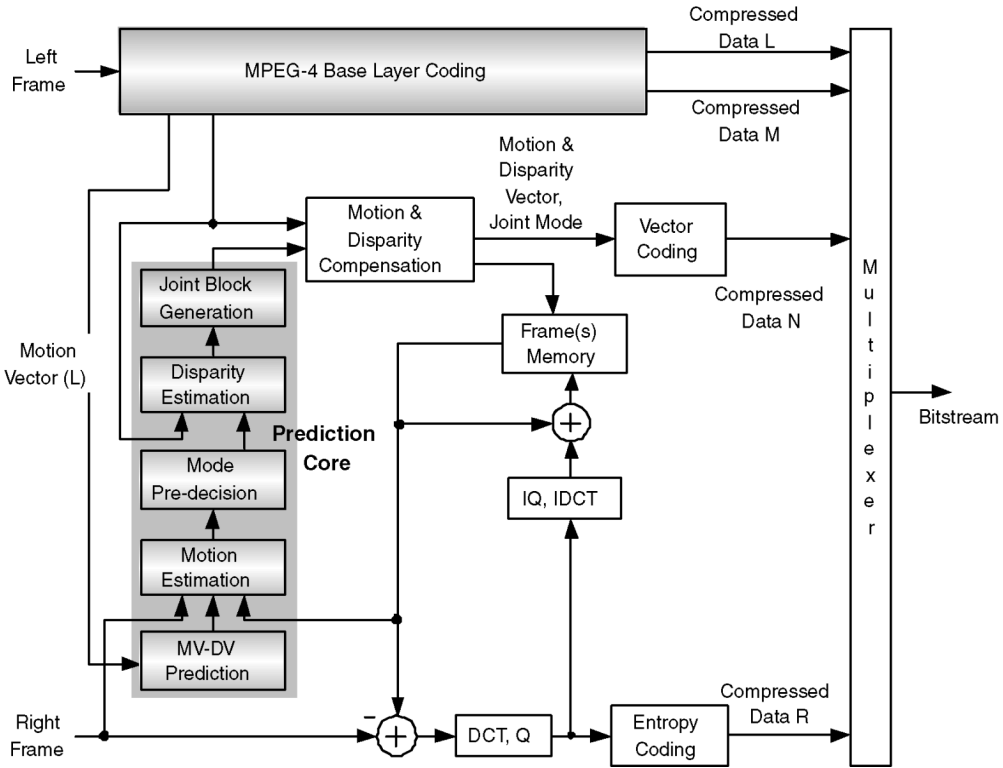 Compressed
Data L
Left
Frame
MPEG-4 Base Layer Coding
Compressed
Data M
Motion &
Disparity
Vector,
Joint Mode
Motion &
Disparity
Compensation
Vector
Coding
Compressed
Data N
Multiplexer
Joint Block
Generation
Frame(s)
Memory
Motion
Vector (L)
Disparity
Estimation
Bitstream
Prediction
Core
Mode
Pre-decision
IQ, IDCT
Motion
Estimation
MV-DV
Prediction
Compressed
Data R
Right
Frame
−
+
+
DCT, Q
Entropy
Coding